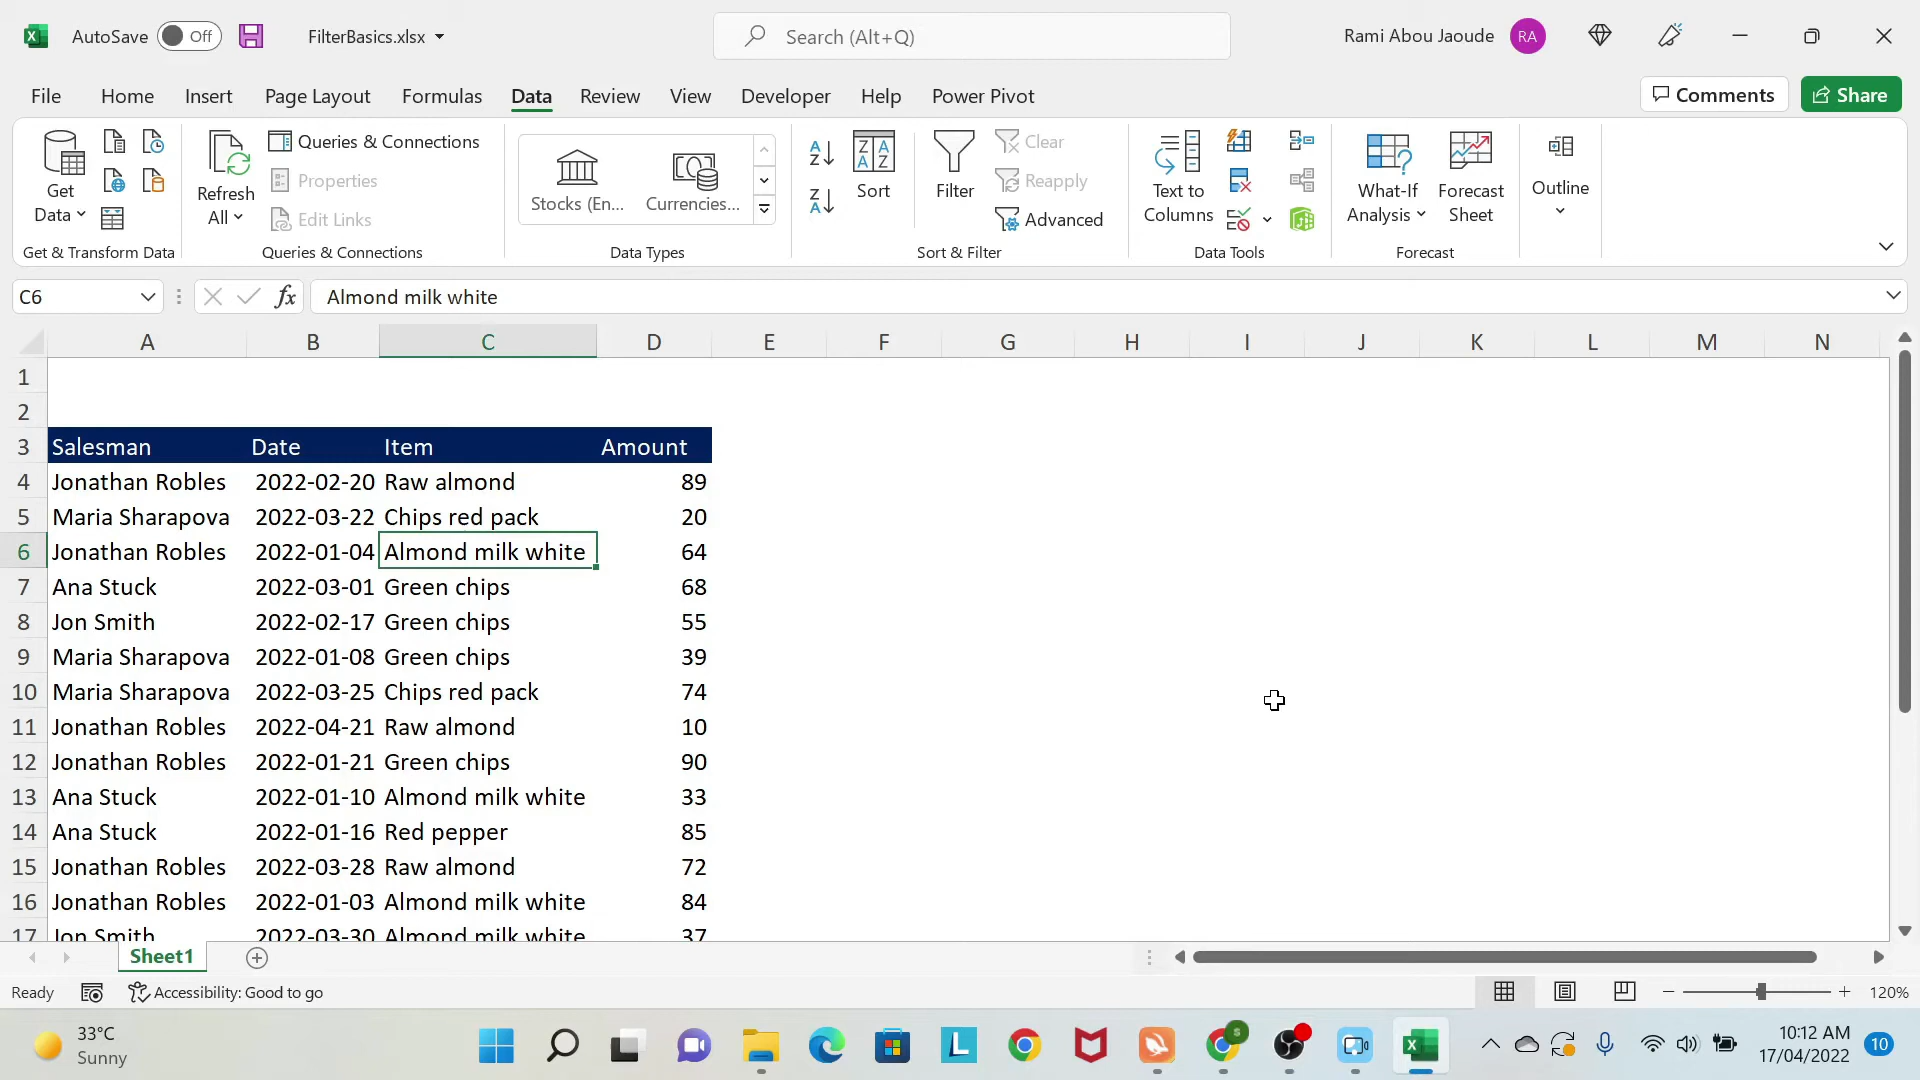 AutoSave Off FilterBasics.xlsx Search (Alt+Q) Rami Abou Jaoude RA
File Home Insert Page Layout Formulas Data Review View Developer Help Power Pivot Comments Share
Get Data
Refresh All
Queries & Connections
Properties
Edit Links
Stocks (En... Currencies...
Sort
Filter
Clear
Reapply
Advanced
Text to Columns
What-If Analysis
Forecast Sheet
Outline
Get & Transform Data Queries & Connections Data Types Sort & Filter Data Tools Forecast
C6 fx Almond milk white
A B C D E F G H I J K L M N
1
2
3 Salesman Date Item Amount
4 Jonathan Robles 2022-02-20 Raw almond 89
5 Maria Sharapova 2022-03-22 Chips red pack 20
6 Jonathan Robles 2022-01-04 Almond milk white 64
7 Ana Stuck 2022-03-01 Green chips 68
8 Jon Smith 2022-02-17 Green chips 55
9 Maria Sharapova 2022-01-08 Green chips 39
10 Maria Sharapova 2022-03-25 Chips red pack 74
11 Jonathan Robles 2022-04-21 Raw almond 10
12 Jonathan Robles 2022-01-21 Green chips 90
13 Ana Stuck 2022-01-10 Almond milk white 33
14 Ana Stuck 2022-01-16 Red pepper 85
15 Jonathan Robles 2022-03-28 Raw almond 72
16 Jonathan Robles 2022-01-03 Almond milk white 84
17 Jon Smith 2022-03-30 Almond milk white 37
Sheet1
Ready Accessibility: Good to go 120%
33°C
Sunny
10:12 AM
17/04/2022
10